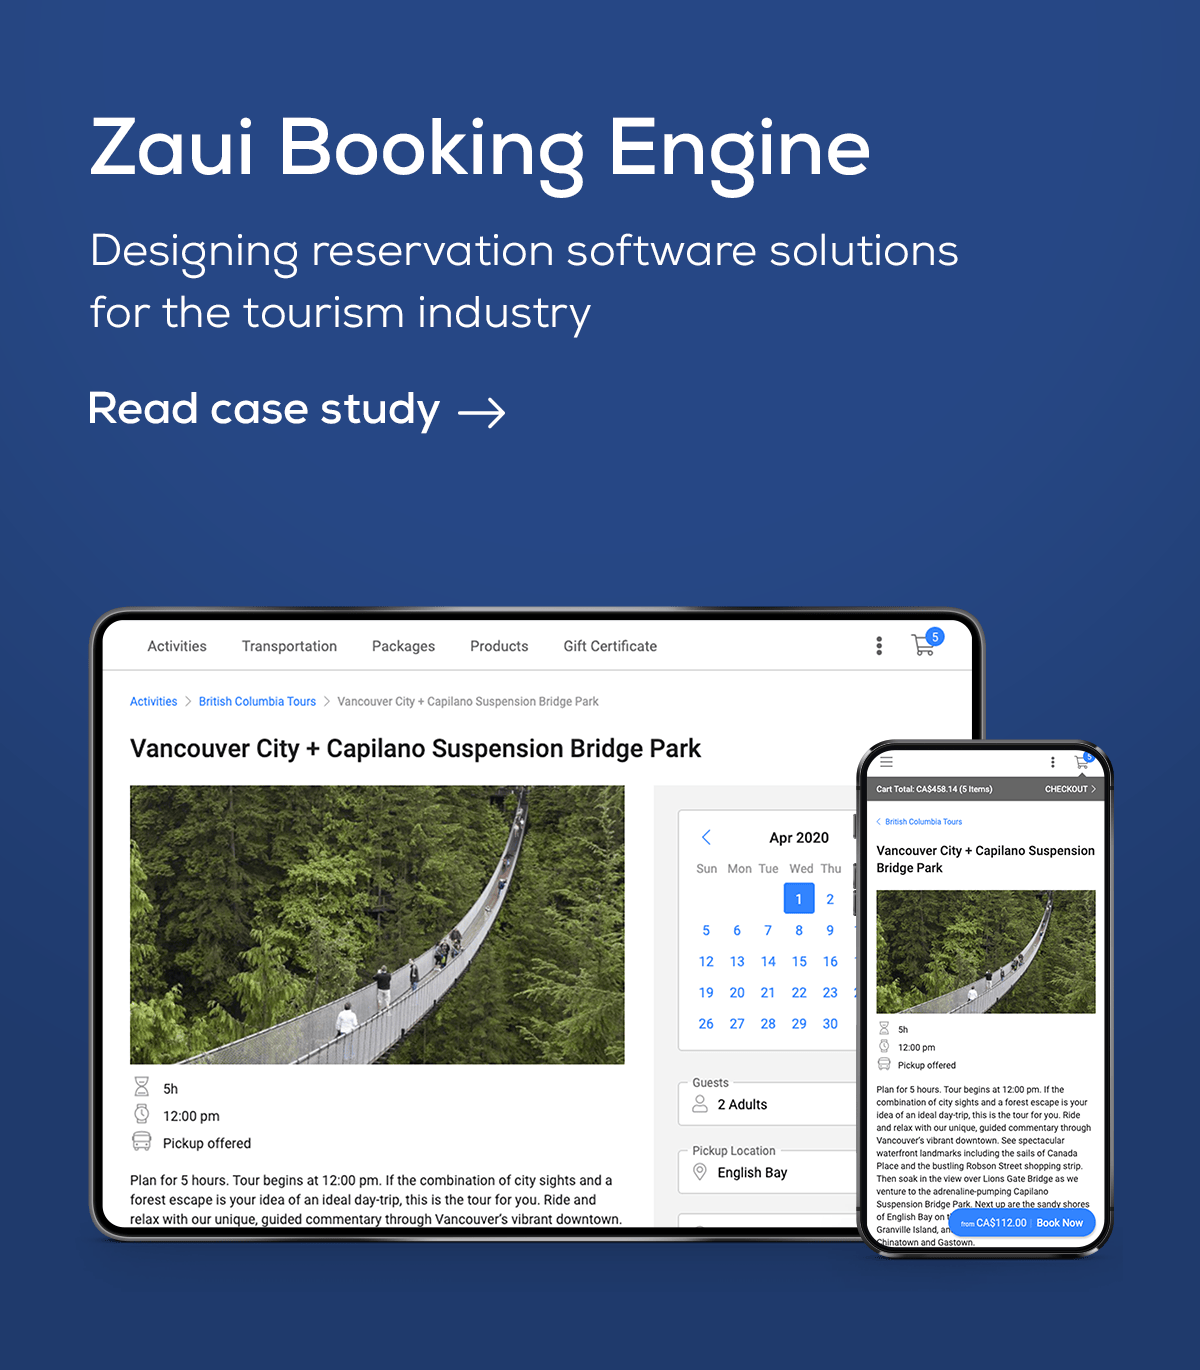 Zaui Booking Engine
Designing reservation software solutions
for the tourism industry
Read case study
Activities Transportation Packages Products Gift Certificate 5
Activities British Columbia Tours Vancouver City + Capilano Suspension Bridge Park
Vancouver City + Capilano Suspension Bridge Park
Apr 2020
Sun Mon Tue Wed Thu
1 2
5 6 7 8 9
12 13 14 15 16
19 20 21 22 23
26 27 28 29 30
Guests
2 Adults
Pickup Location
English Bay
5h
12:00 pm
Pickup offered
Plan for 5 hours. Tour begins at 12:00 pm. If the combination of city sights and a
forest escape is your idea of an ideal day-trip, this is the tour for you. Ride and
relax with our unique, guided commentary through Vancouver's vibrant downtown.
5
Cart Total: CA$458.14 (5 Items) CHECKOUT
British Columbia Tours
Vancouver City + Capilano Suspension
Bridge Park
5h
12:00 pm
Pickup offered
Plan for 5 hours. Tour begins at 12:00 pm. If the
combination of city sights and a forest escape is your
idea of an ideal day-trip, this is the tour for you. Ride
and relax with our unique, guided commentary through
Vancouver's vibrant downtown. See spectacular
waterfront landmarks including the sails of Canada
Place and the bustling Robson Street shopping strip.
Then soak in the view over Lions Gate Bridge as we
venture to the adrenaline-pumping Capilano
Suspension Bridge Park. Next up are the sandy shores
of English Bay on
Granville Island,
Chinatown and Gastown.
from CA$112.00 Book Now